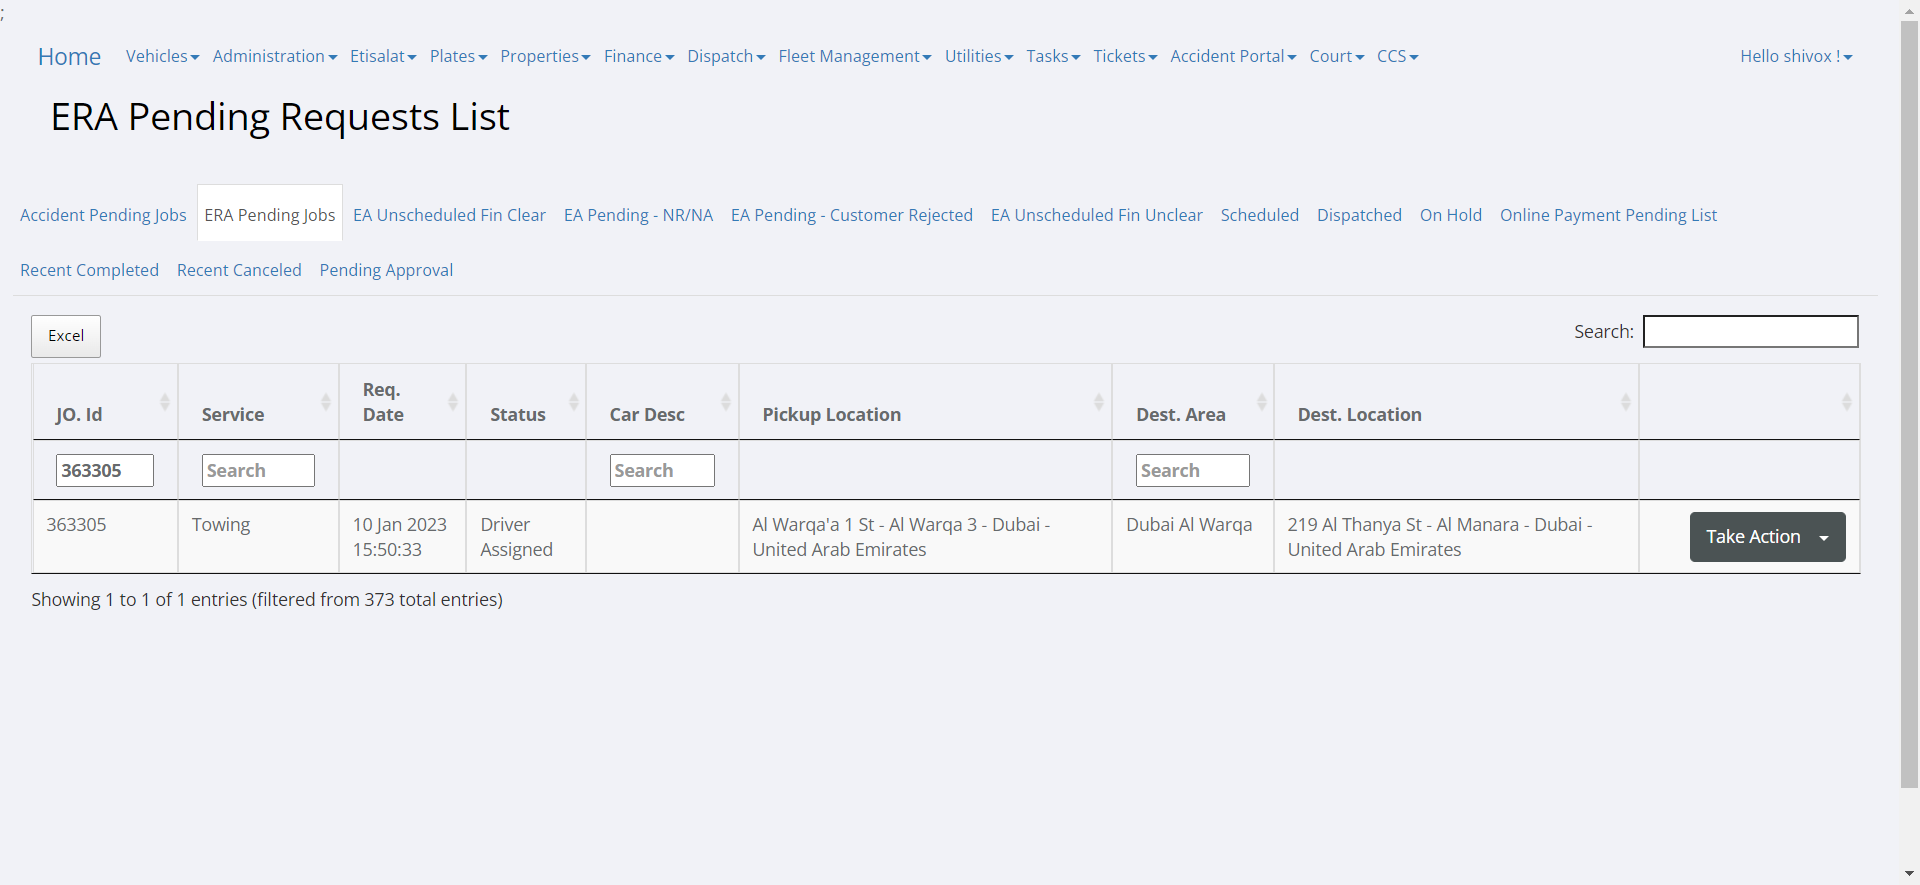 ;
Home Vehicles Administration Etisalat Plates Properties Finance Dispatch Fleet Management Utilities Tasks Tickets Accident Portal Court CCS Hello shivox !
ERA Pending Requests List
Accident Pending Jobs ERA Pending Jobs EA Unscheduled Fin Clear EA Pending - NR/NA EA Pending - Customer Rejected EA Unscheduled Fin Unclear Scheduled Dispatched On Hold Online Payment Pending List
Recent Completed Recent Canceled Pending Approval
Excel Search:
JO. Id Service Req. Date Status Car Desc Pickup Location Dest. Area Dest. Location
363305 Search Search Search
363305 Towing 10 Jan 2023 Driver Al Warqa'a 1 St - Al Warqa 3 - Dubai - Dubai Al Warqa 219 Al Thanya St - Al Manara - Dubai - Take Action
15:50:33 Assigned United Arab Emirates United Arab Emirates
Showing 1 to 1 of 1 entries (filtered from 373 total entries)